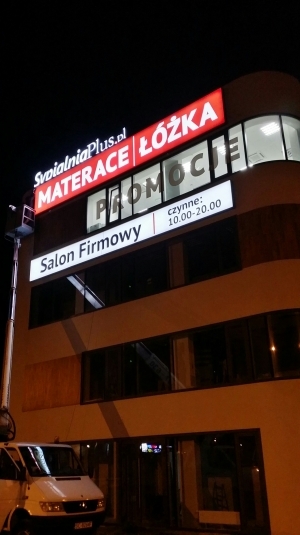 SypialniaPlus.pl
MATERACE | ŁÓŻKA
PROMOCJE
Salon Firmowy | czynne:
10.00-20.00